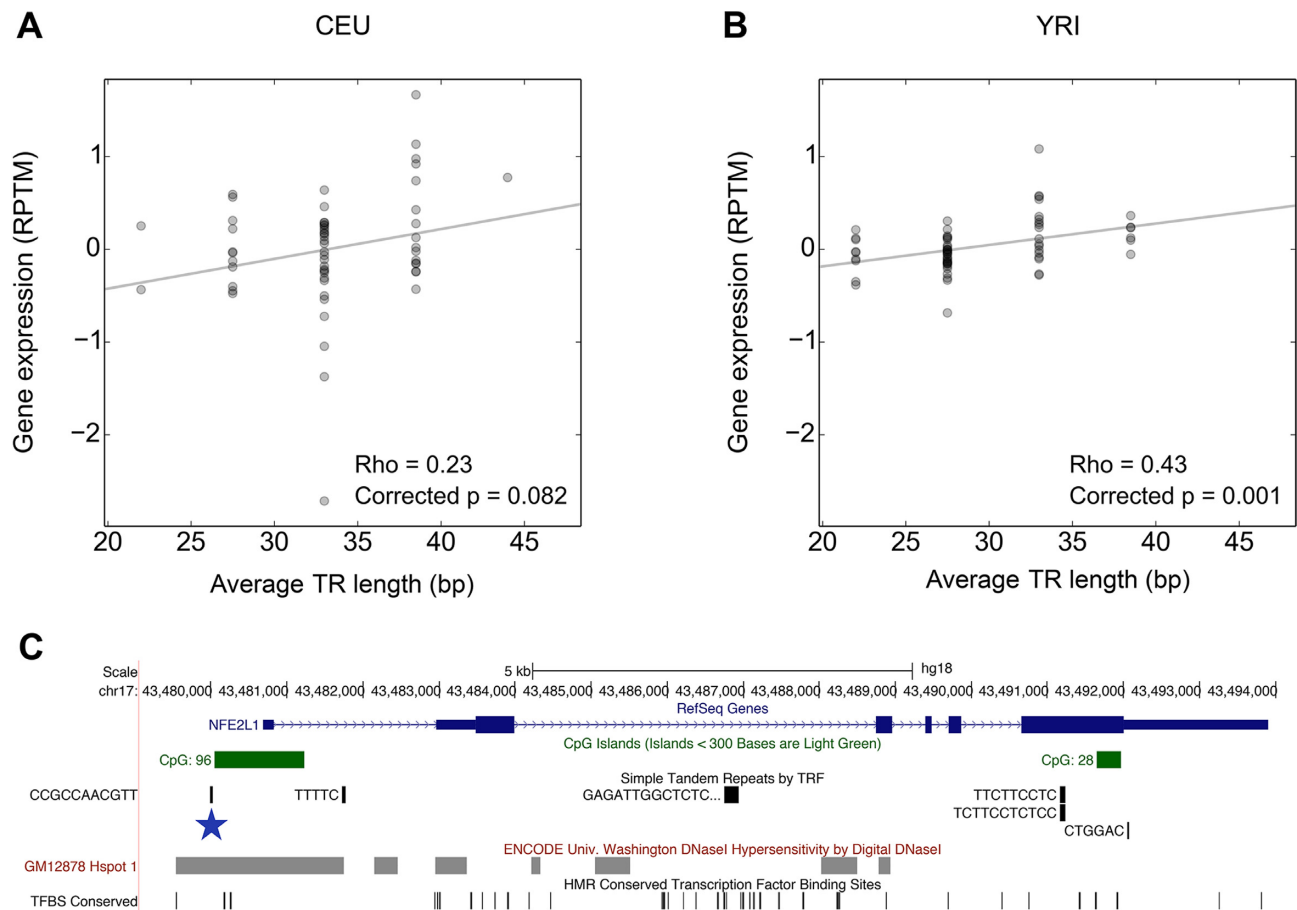 A
CEU
1
0
−1
−2
Gene expression (RPTM)
Rho = 0.23
Corrected p = 0.082
20 25 30 35 40 45
Average TR length (bp)
B
YRI
1
0
−1
−2
Gene expression (RPTM)
Rho = 0.43
Corrected p = 0.001
20 25 30 35 40 45
Average TR length (bp)
C
Scale 5 kb hg18
chr17: 43,480,000 43,481,000 43,482,000 43,483,000 43,484,000 43,485,000 43,486,000 43,487,000 43,488,000 43,489,000 43,490,000 43,491,000 43,492,000 43,493,000 43,494,000
RefSeq Genes
NFE2L1
CpG Islands (Islands < 300 Bases are Light Green)
CpG: 96 CpG: 28
Simple Tandem Repeats by TRF
CCGCCAACGTT TTTTC GAGATTGGCTCTC... TTCTTCCTC
TCTTCCTCTCC
CTGGAC
ENCODE Univ. Washington DNaseI Hypersensitivity by Digital DNaseI
GM12878 Hspot 1
HMR Conserved Transcription Factor Binding Sites
TFBS Conserved